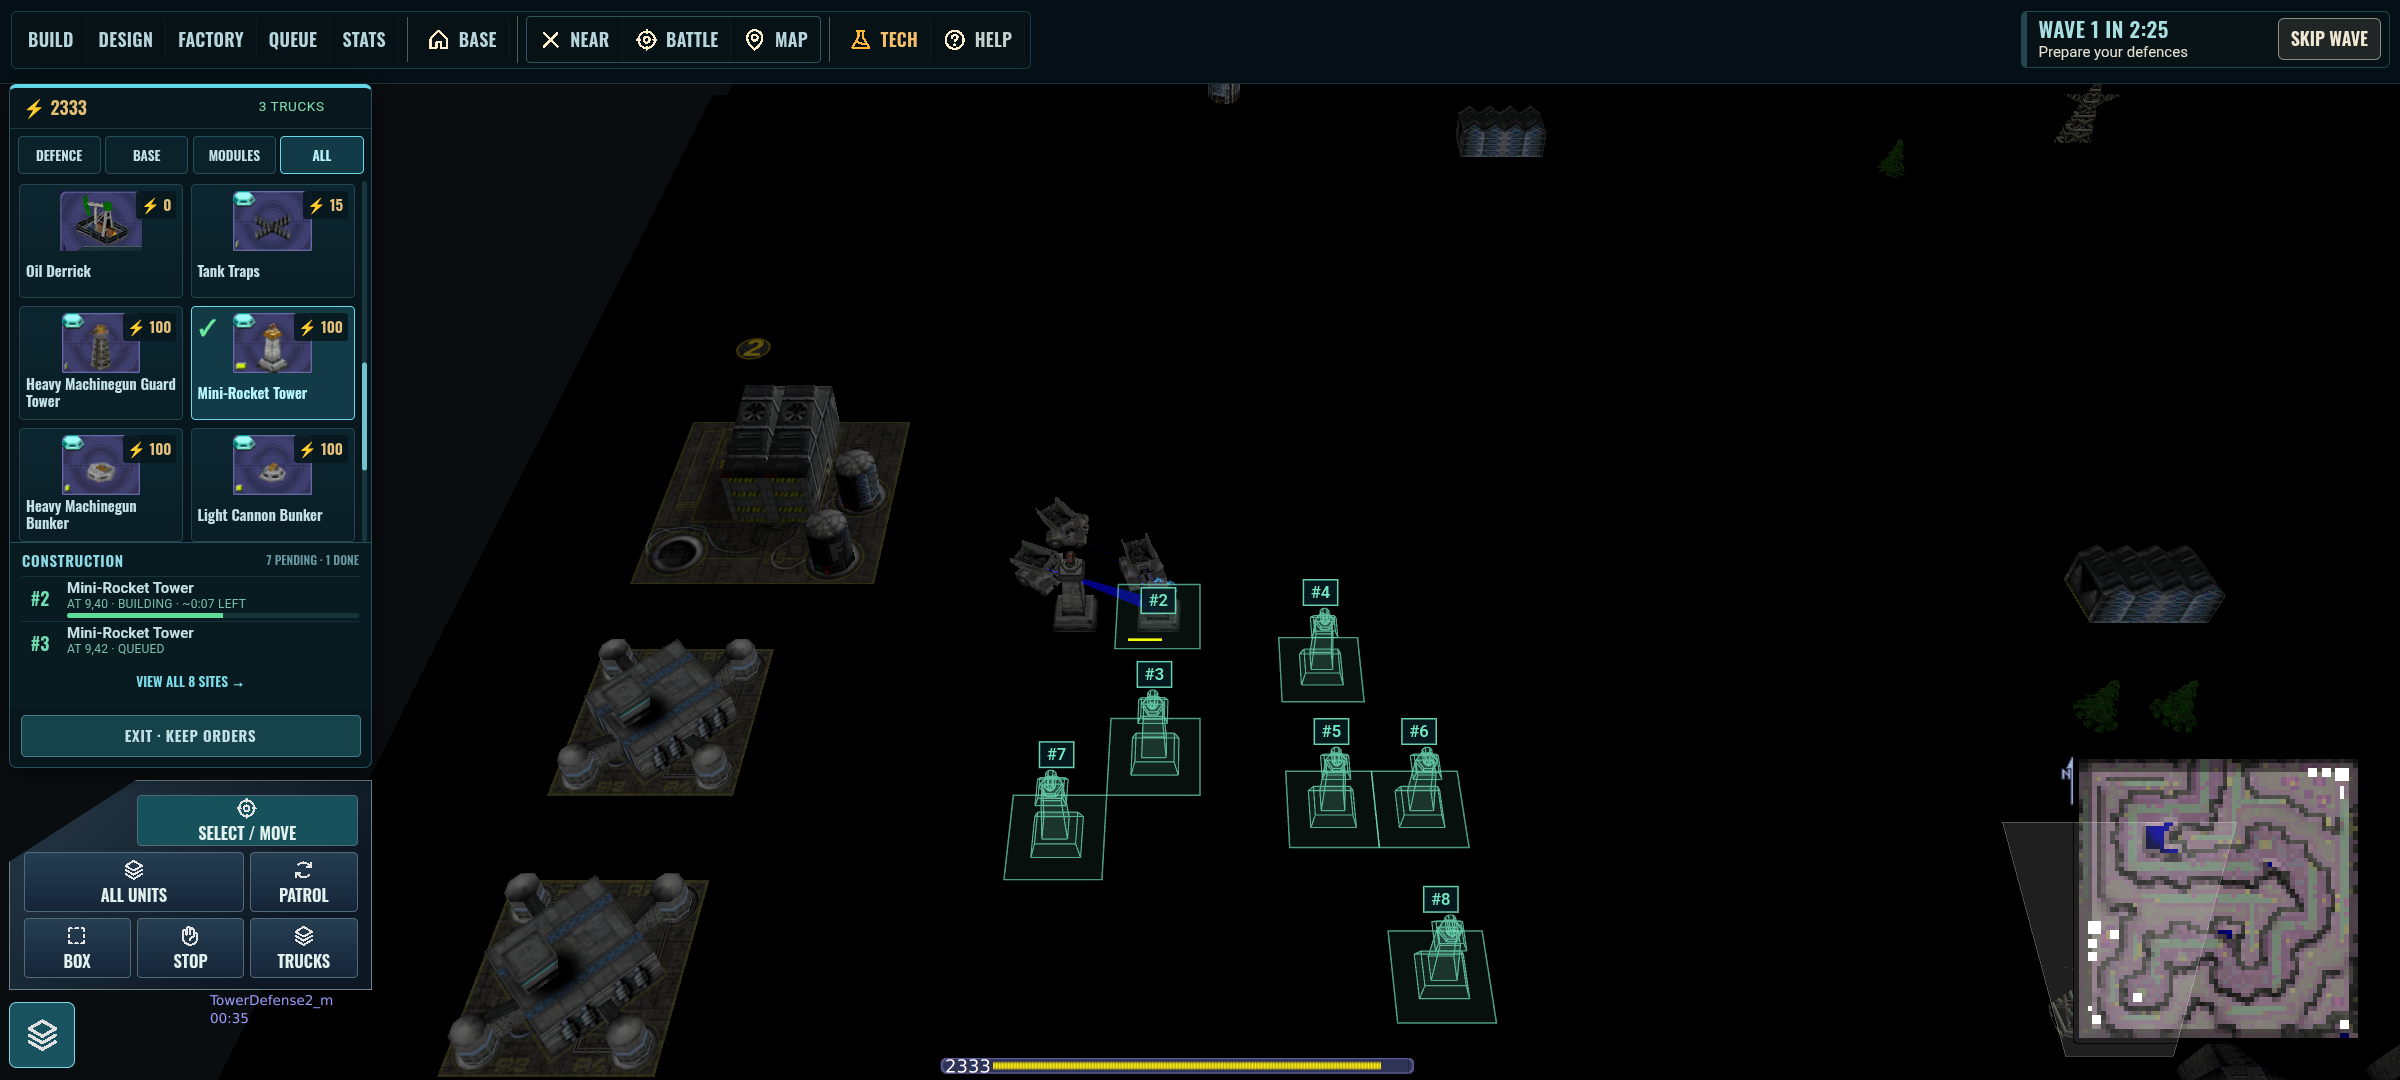 BUILD DESIGN FACTORY QUEUE STATS BASE NEAR BATTLE MAP TECH HELP
WAVE 1 IN 2:25
Prepare your defences
SKIP WAVE
2333
3 TRUCKS
DEFENCE BASE MODULES ALL
0
Oil Derrick
15
Tank Traps
100
Heavy Machinegun Guard
Tower
100
Mini-Rocket Tower
100
Heavy Machinegun
Bunker
100
Light Cannon Bunker
CONSTRUCTION
7 PENDING · 1 DONE
#2
Mini-Rocket Tower
AT 9,40 · BUILDING · ~0:07 LEFT
#3
Mini-Rocket Tower
AT 9,42 · QUEUED
VIEW ALL 8 SITES →
EXIT · KEEP ORDERS
SELECT / MOVE
ALL UNITS
PATROL
BOX
STOP
TRUCKS
TowerDefense2_m
00:35
2
#2
#4
#3
#5
#6
#7
#8
N
2333